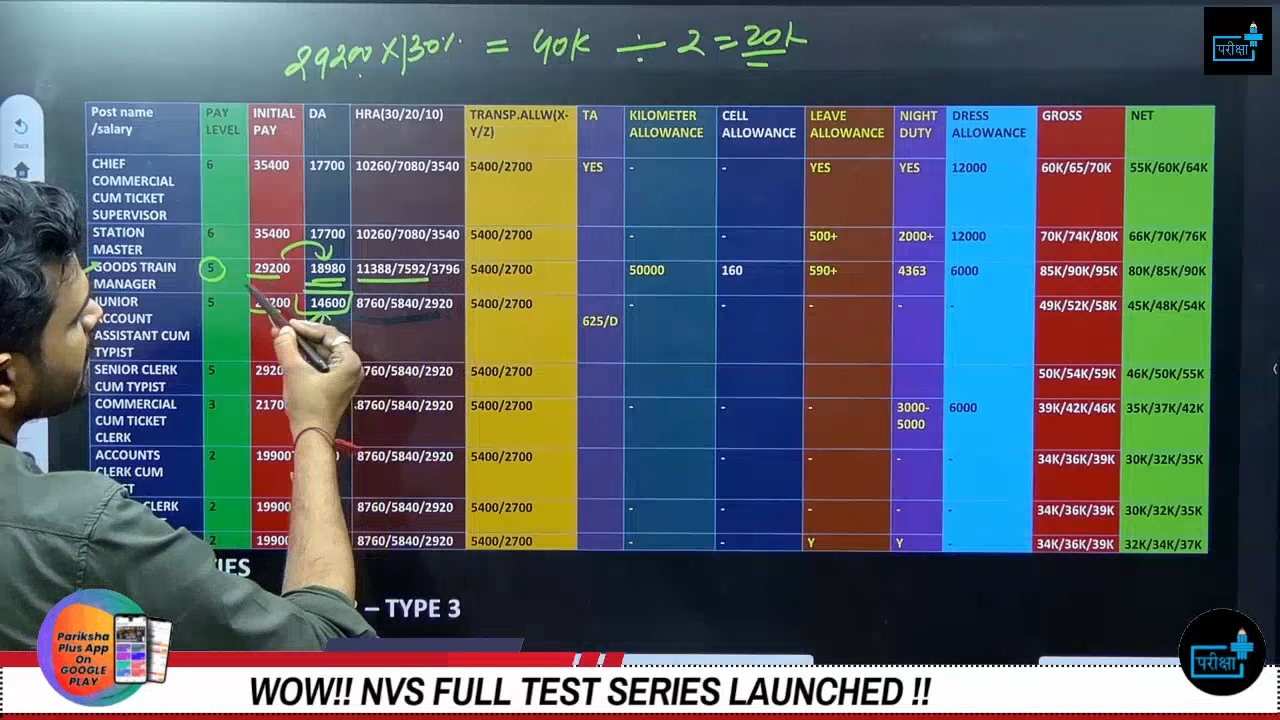 29200 X 130% = 40K ÷ 2 = 20K
परीक्षा
Back
Post name /salary
PAY LEVEL
INITIAL PAY
DA
HRA(30/20/10)
TRANSP.ALLW(X-Y/Z)
TA
KILOMETER ALLOWANCE
CELL ALLOWANCE
LEAVE ALLOWANCE
NIGHT DUTY
DRESS ALLOWANCE
GROSS
NET
CHIEF COMMERCIAL CUM TICKET SUPERVISOR 6 35400 17700 10260/7080/3540 5400/2700 YES - - YES YES 12000 60K/65/70K 55K/60K/64K
STATION MASTER 6 35400 17700 10260/7080/3540 5400/2700 - - 500+ 2000+ 12000 70K/74K/80K 66K/70K/76K
GOODS TRAIN MANAGER 5 29200 18980 11388/7592/3796 5400/2700 50000 160 590+ 4363 6000 85K/90K/95K 80K/85K/90K
JUNIOR ACCOUNT ASSISTANT CUM TYPIST 5 14600 8760/5840/2920 5400/2700 625/D - - - - - 49K/52K/58K 45K/48K/54K
SENIOR CLERK CUM TYPIST 5 2920 8760/5840/2920 5400/2700 50K/54K/59K 46K/50K/55K
COMMERCIAL CUM TICKET CLERK 3 2170 8760/5840/2920 5400/2700 - - - 3000-5000 6000 39K/42K/46K 35K/37K/42K
ACCOUNTS CLERK CUM 2 19900 8760/5840/2920 5400/2700 - - - - 34K/36K/39K 30K/32K/35K
CLERK 2 19900 8760/5840/2920 5400/2700 - - - - - 34K/36K/39K 30K/32K/35K
2 19900 8760/5840/2920 5400/2700 - - Y Y - 34K/36K/39K 32K/34K/37K
– TYPE 3
Pariksha
Plus App
On
GOOGLE
PLAY
परीक्षा
WOW!! NVS FULL TEST SERIES LAUNCHED !!